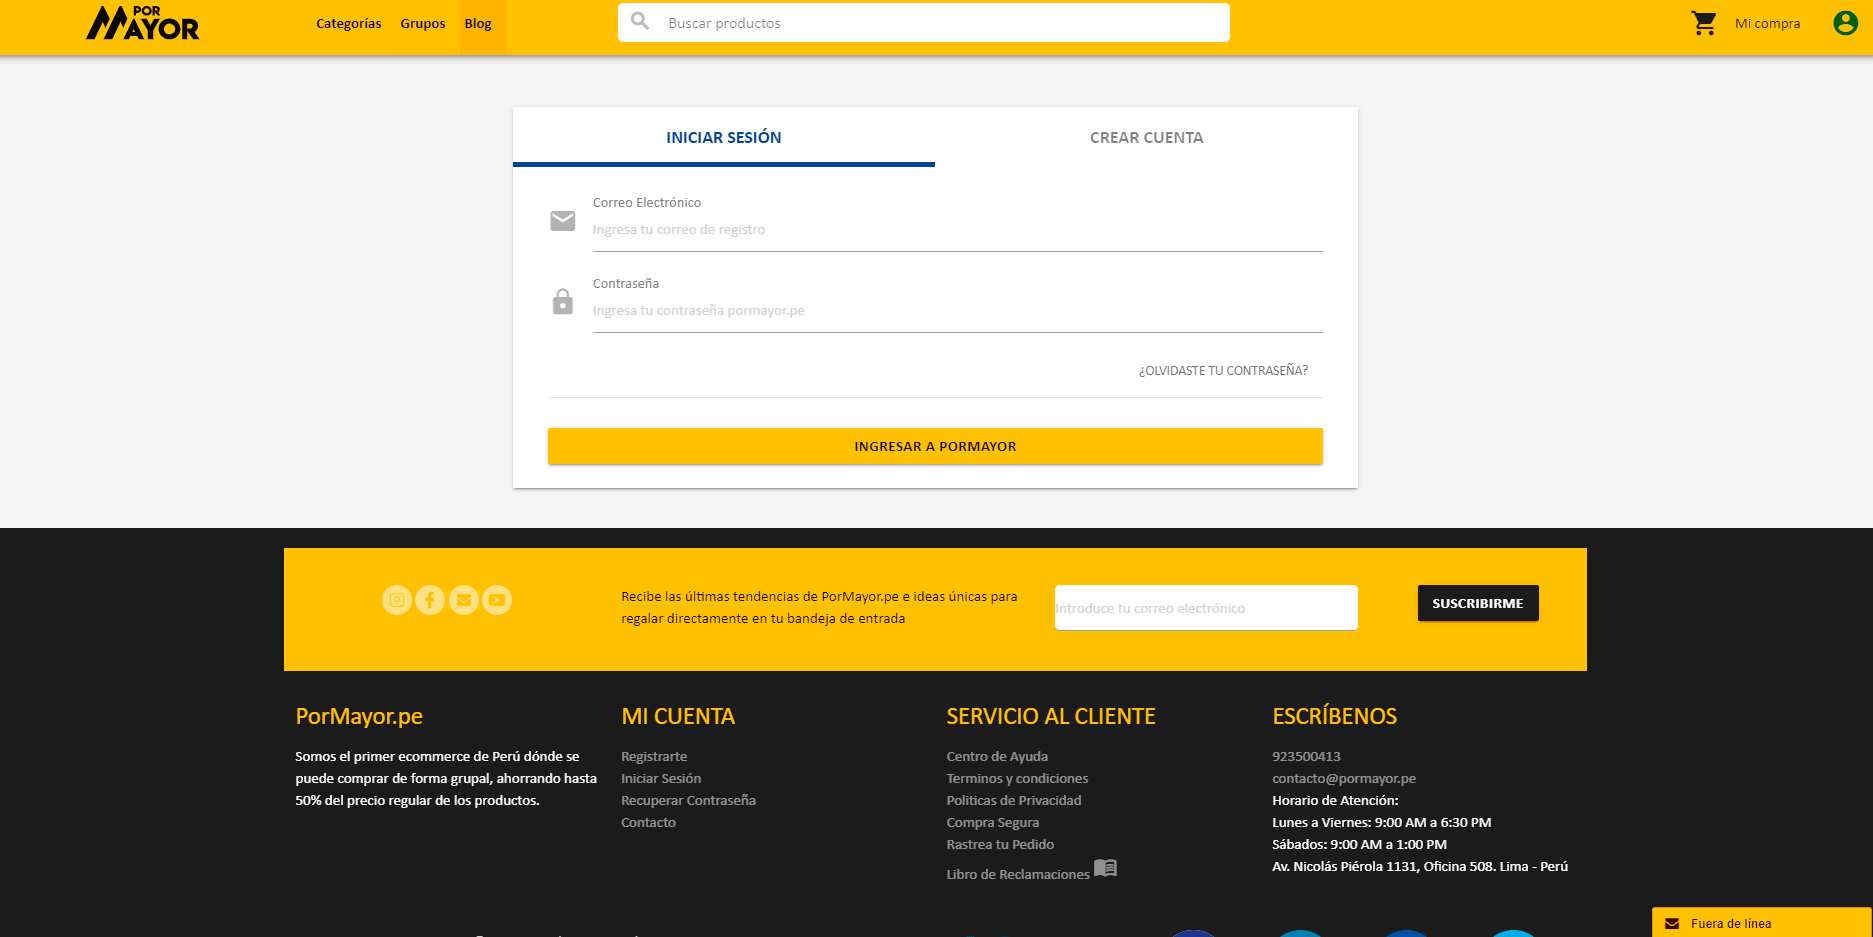 POR
MAYOR
Categorías
Grupos
Blog
Buscar productos
Mi compra
INICIAR SESIÓN
CREAR CUENTA
Correo Electrónico
Ingresa tu correo de registro
Contraseña
Ingresa tu contraseña pormayor.pe
¿OLVIDASTE TU CONTRASEÑA?
INGRESAR A PORMAYOR
Recibe las últimas tendencias de PorMayor.pe e ideas únicas para
regalar directamente en tu bandeja de entrada
Introduce tu correo electrónico
SUSCRIBIRME
PorMayor.pe
Somos el primer ecommerce de Perú dónde se
puede comprar de forma grupal, ahorrando hasta
50% del precio regular de los productos.
MI CUENTA
Registrarte
Iniciar Sesión
Recuperar Contraseña
Contacto
SERVICIO AL CLIENTE
Centro de Ayuda
Terminos y condiciones
Politicas de Privacidad
Compra Segura
Rastrea tu Pedido
Libro de Reclamaciones
ESCRÍBENOS
923500413
contacto@pormayor.pe
Horario de Atención:
Lunes a Viernes: 9:00 AM a 6:30 PM
Sábados: 9:00 AM a 1:00 PM
Av. Nicolás Piérola 1131, Oficina 508. Lima - Perú
Fuera de línea